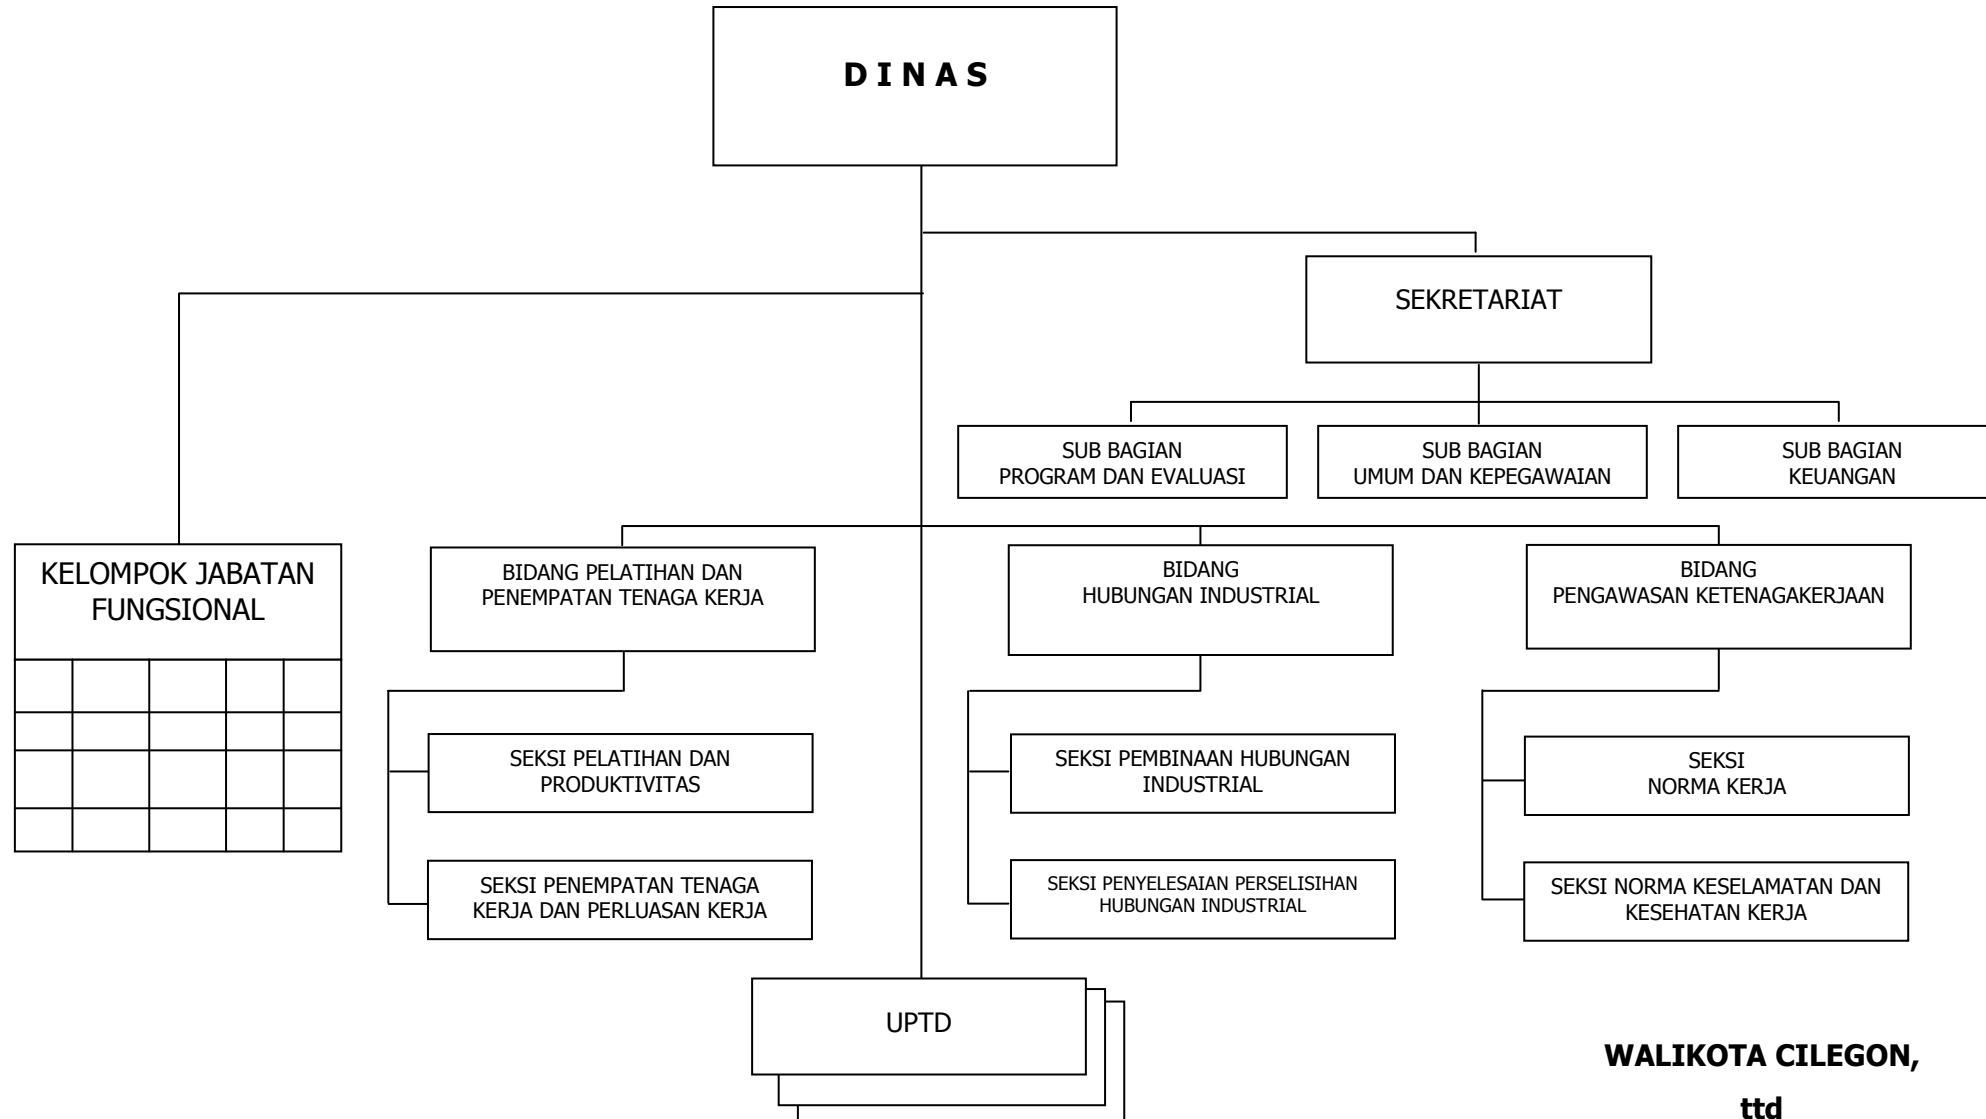 D I N A S
SEKRETARIAT
SUB BAGIAN
PROGRAM DAN EVALUASI
SUB BAGIAN
UMUM DAN KEPEGAWAIAN
SUB BAGIAN
KEUANGAN
KELOMPOK JABATAN
FUNGSIONAL
BIDANG PELATIHAN DAN
PENEMPATAN TENAGA KERJA
BIDANG
HUBUNGAN INDUSTRIAL
BIDANG
PENGAWASAN KETENAGAKERJAAN
SEKSI PELATIHAN DAN
PRODUKTIVITAS
SEKSI PEMBINAAN HUBUNGAN
INDUSTRIAL
SEKSI
NORMA KERJA
SEKSI PENEMPATAN TENAGA
KERJA DAN PERLUASAN KERJA
SEKSI PENYELESAIAN PERSELISIHAN
HUBUNGAN INDUSTRIAL
SEKSI NORMA KESELAMATAN DAN
KESEHATAN KERJA
UPTD
WALIKOTA CILEGON,
ttd